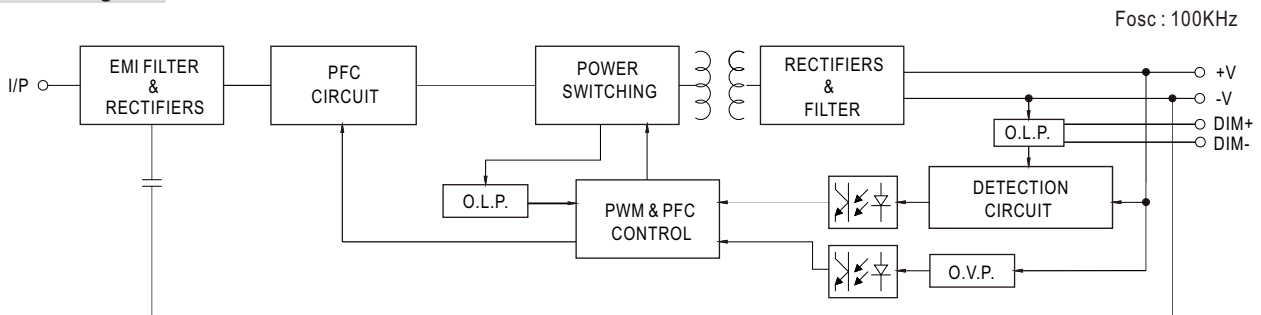 Fosc : 100KHz
I/P
EMI FILTER
&
RECTIFIERS
PFC
CIRCUIT
POWER
SWITCHING
RECTIFIERS
&
FILTER
+V
-V
DIM+
DIM-
O.L.P.
O.L.P.
PWM & PFC
CONTROL
DETECTION
CIRCUIT
O.V.P.